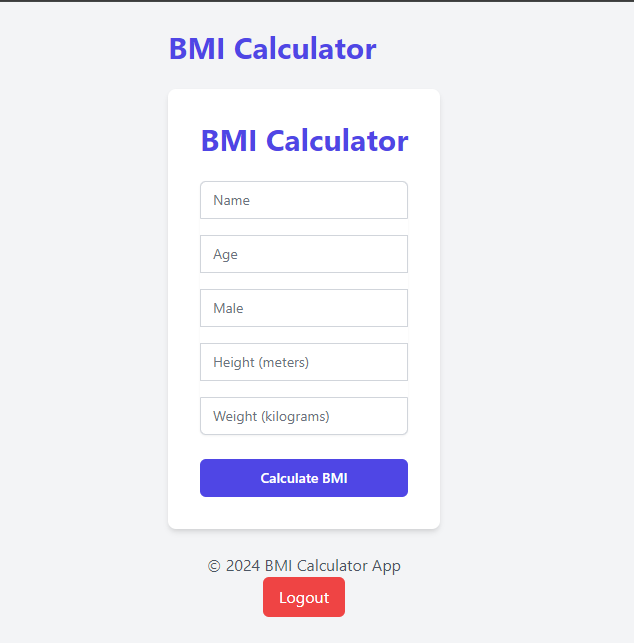 BMI Calculator
BMI Calculator
Name
Age
Male
Height (meters)
Weight (kilograms)
Calculate BMI
© 2024 BMI Calculator App
Logout